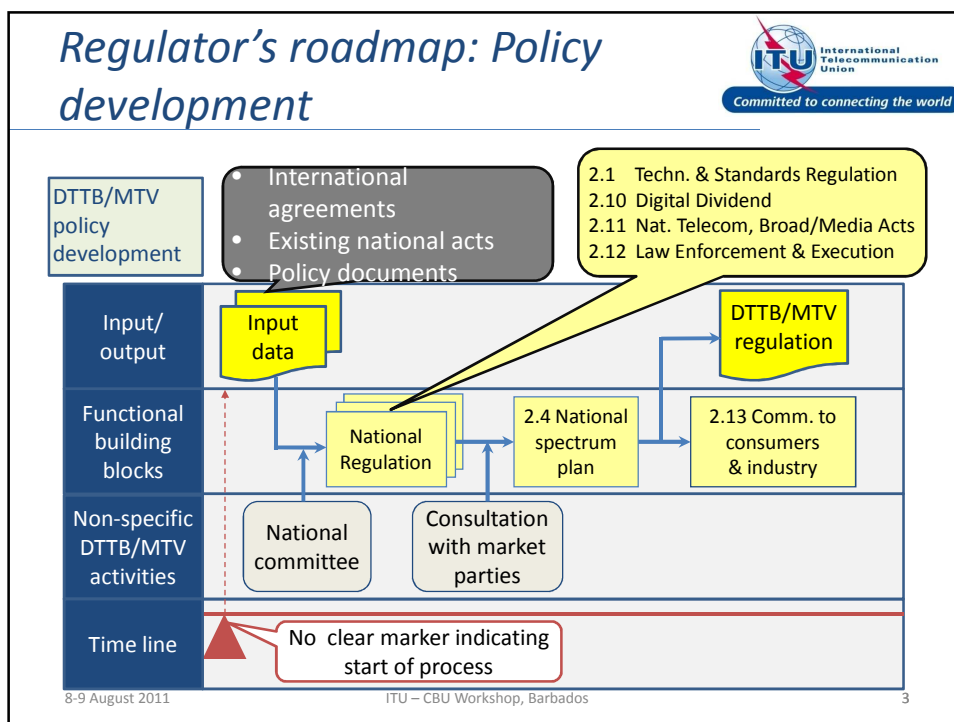 Regulator's roadmap: Policy
development
ITU
International
Telecommunication
Union
Committed to connecting the world
DTTB/MTV
policy
development
• International
agreements
• Existing national acts
• Policy documents
2.1 Techn. & Standards Regulation
2.10 Digital Dividend
2.11 Nat. Telecom, Broad/Media Acts
2.12 Law Enforcement & Execution
Input/
output
Input
data
DTTB/MTV
regulation
Functional
building
blocks
National
Regulation
2.4 National
spectrum
plan
2.13 Comm. to
consumers
& industry
Non-specific
DTTB/MTV
activities
National
committee
Consultation
with market
parties
Time line
No clear marker indicating
start of process
8-9 August 2011
ITU – CBU Workshop, Barbados
3